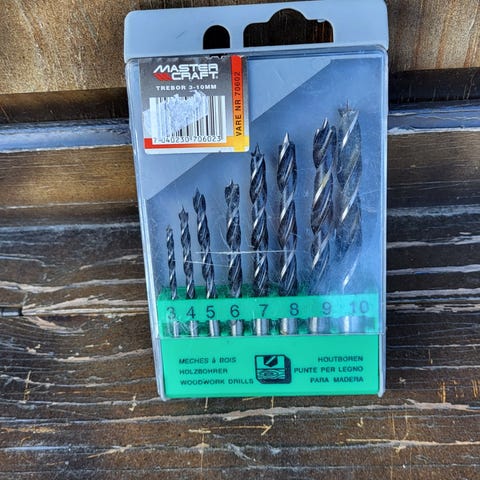 MASTER
CRAFT.
TREBOR 3-10MM
VARE NR. 70602
7 040230 706023
3 4 5 6 7 8 9 10
MECHES à BOIS
HOLZBOHRER
WOODWORK DRILLS
HOUTBOREN
PUNTE PER LEGNO
PARA MADERA